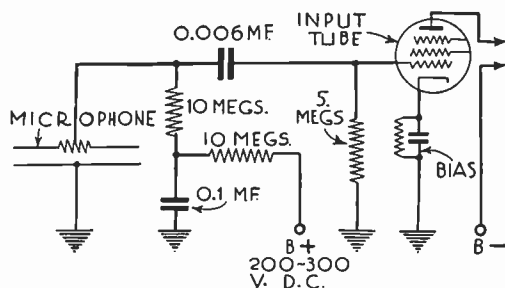 INPUT
TUBE
0.006 MF.
10 MEGS.
5.
MEGS
MICROPHONE
10 MEGS.
0.1 MF.
BIAS
B+
200~300
V. D.C.
B-